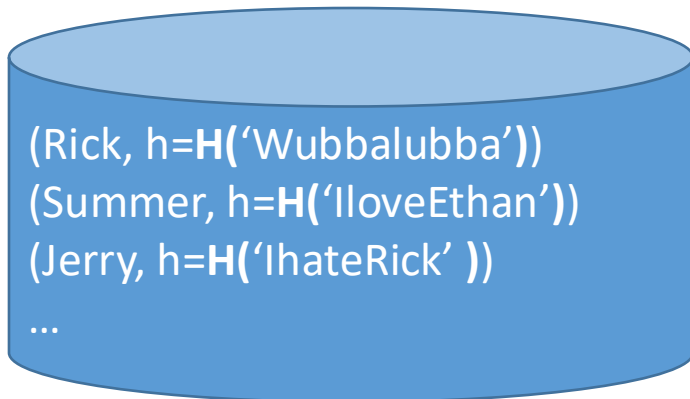 (Rick, h=H(‘Wubbalubba’))
(Summer, h=H(‘IloveEthan’))
(Jerry, h=H(‘IhateRick’ ))
…